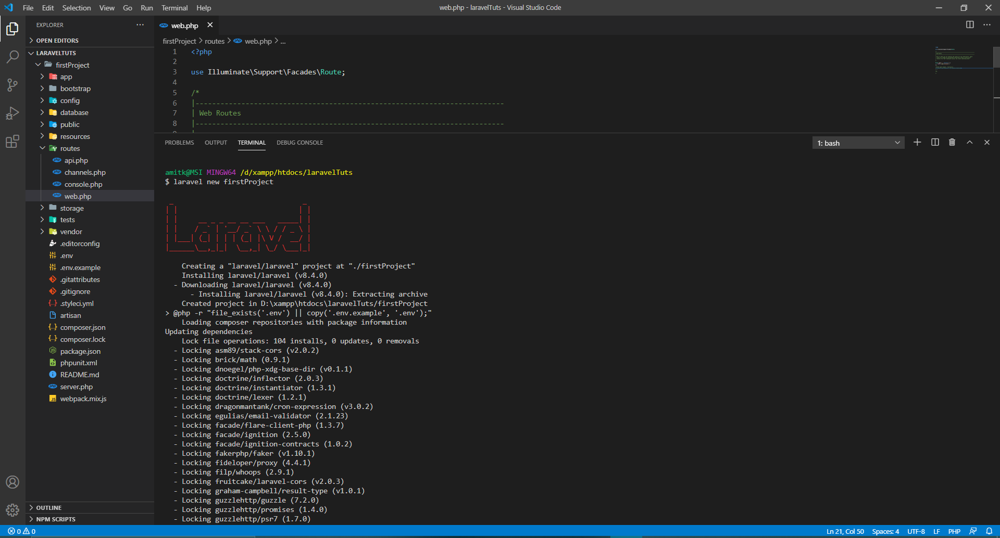 File Edit Selection View Go Run Terminal Help
web.php - laravelTuts - Visual Studio Code
EXPLORER
OPEN EDITORS
LARAVELTUTS
firstProject
app
bootstrap
config
database
public
resources
routes
api.php
channels.php
console.php
web.php
storage
tests
vendor
.editorconfig
.env
.env.example
.gitattributes
.gitignore
.styleci.yml
artisan
composer.json
composer.lock
package.json
phpunit.xml
README.md
server.php
webpack.mix.js
OUTLINE
NPM SCRIPTS
web.php
firstProject > routes > web.php > ...
1 <?php
2
3 use Illuminate\Support\Facades\Route;
4
5 /*
6 |--------------------------------------------------------------------------
7 | Web Routes
8 |--------------------------------------------------------------------------
PROBLEMS OUTPUT TERMINAL DEBUG CONSOLE
1: bash
amitk@MSI MINGW64 /d/xampp/htdocs/laravelTuts
$ laravel new firstProject
Laravel
Creating a "laravel/laravel" project at "./firstProject"
Installing laravel/laravel (v8.4.0)
- Downloading laravel/laravel (v8.4.0)
- Installing laravel/laravel (v8.4.0): Extracting archive
Created project in D:\xampp\htdocs\laravelTuts/firstProject
> @php -r "file_exists('.env') || copy('.env.example', '.env');"
Loading composer repositories with package information
Updating dependencies
Lock file operations: 104 installs, 0 updates, 0 removals
- Locking asm89/stack-cors (v2.0.2)
- Locking brick/math (0.9.1)
- Locking dnoegel/php-xdg-base-dir (v0.1.1)
- Locking doctrine/inflector (2.0.3)
- Locking doctrine/instantiator (1.3.1)
- Locking doctrine/lexer (1.2.1)
- Locking dragonmantank/cron-expression (v3.0.2)
- Locking egulias/email-validator (2.1.23)
- Locking facade/flare-client-php (1.3.7)
- Locking facade/ignition (2.5.0)
- Locking facade/ignition-contracts (1.0.2)
- Locking fakerphp/faker (v1.10.1)
- Locking fideloper/proxy (4.4.1)
- Locking filp/whoops (2.9.1)
- Locking fruitcake/laravel-cors (v2.0.3)
- Locking graham-campbell/result-type (v1.0.1)
- Locking guzzlehttp/guzzle (7.2.0)
- Locking guzzlehttp/promises (1.4.0)
- Locking guzzlehttp/psr7 (1.7.0)
0 0
Ln 21, Col 50 Spaces: 4 UTF-8 LF PHP